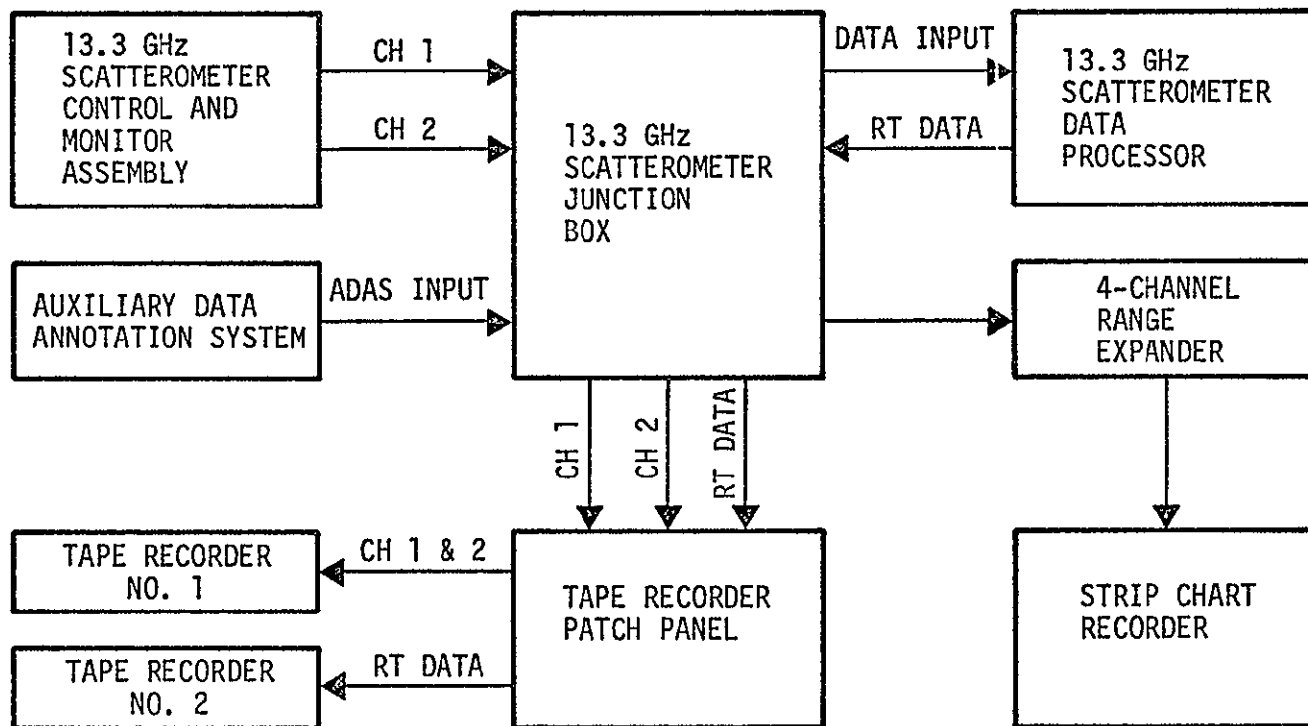 13.3 GHz
SCATTEROMETER
CONTROL AND
MONITOR
ASSEMBLY
CH 1
CH 2
13.3 GHz
SCATTEROMETER
JUNCTION
BOX
DATA INPUT
RT DATA
13.3 GHz
SCATTEROMETER
DATA
PROCESSOR
AUXILIARY DATA
ANNOTATION SYSTEM
ADAS INPUT
4-CHANNEL
RANGE
EXPANDER
CH 1
CH 2
RT DATA
TAPE RECORDER
NO. 1
CH 1 & 2
TAPE RECORDER
PATCH PANEL
STRIP CHART
RECORDER
TAPE RECORDER
NO. 2
RT DATA